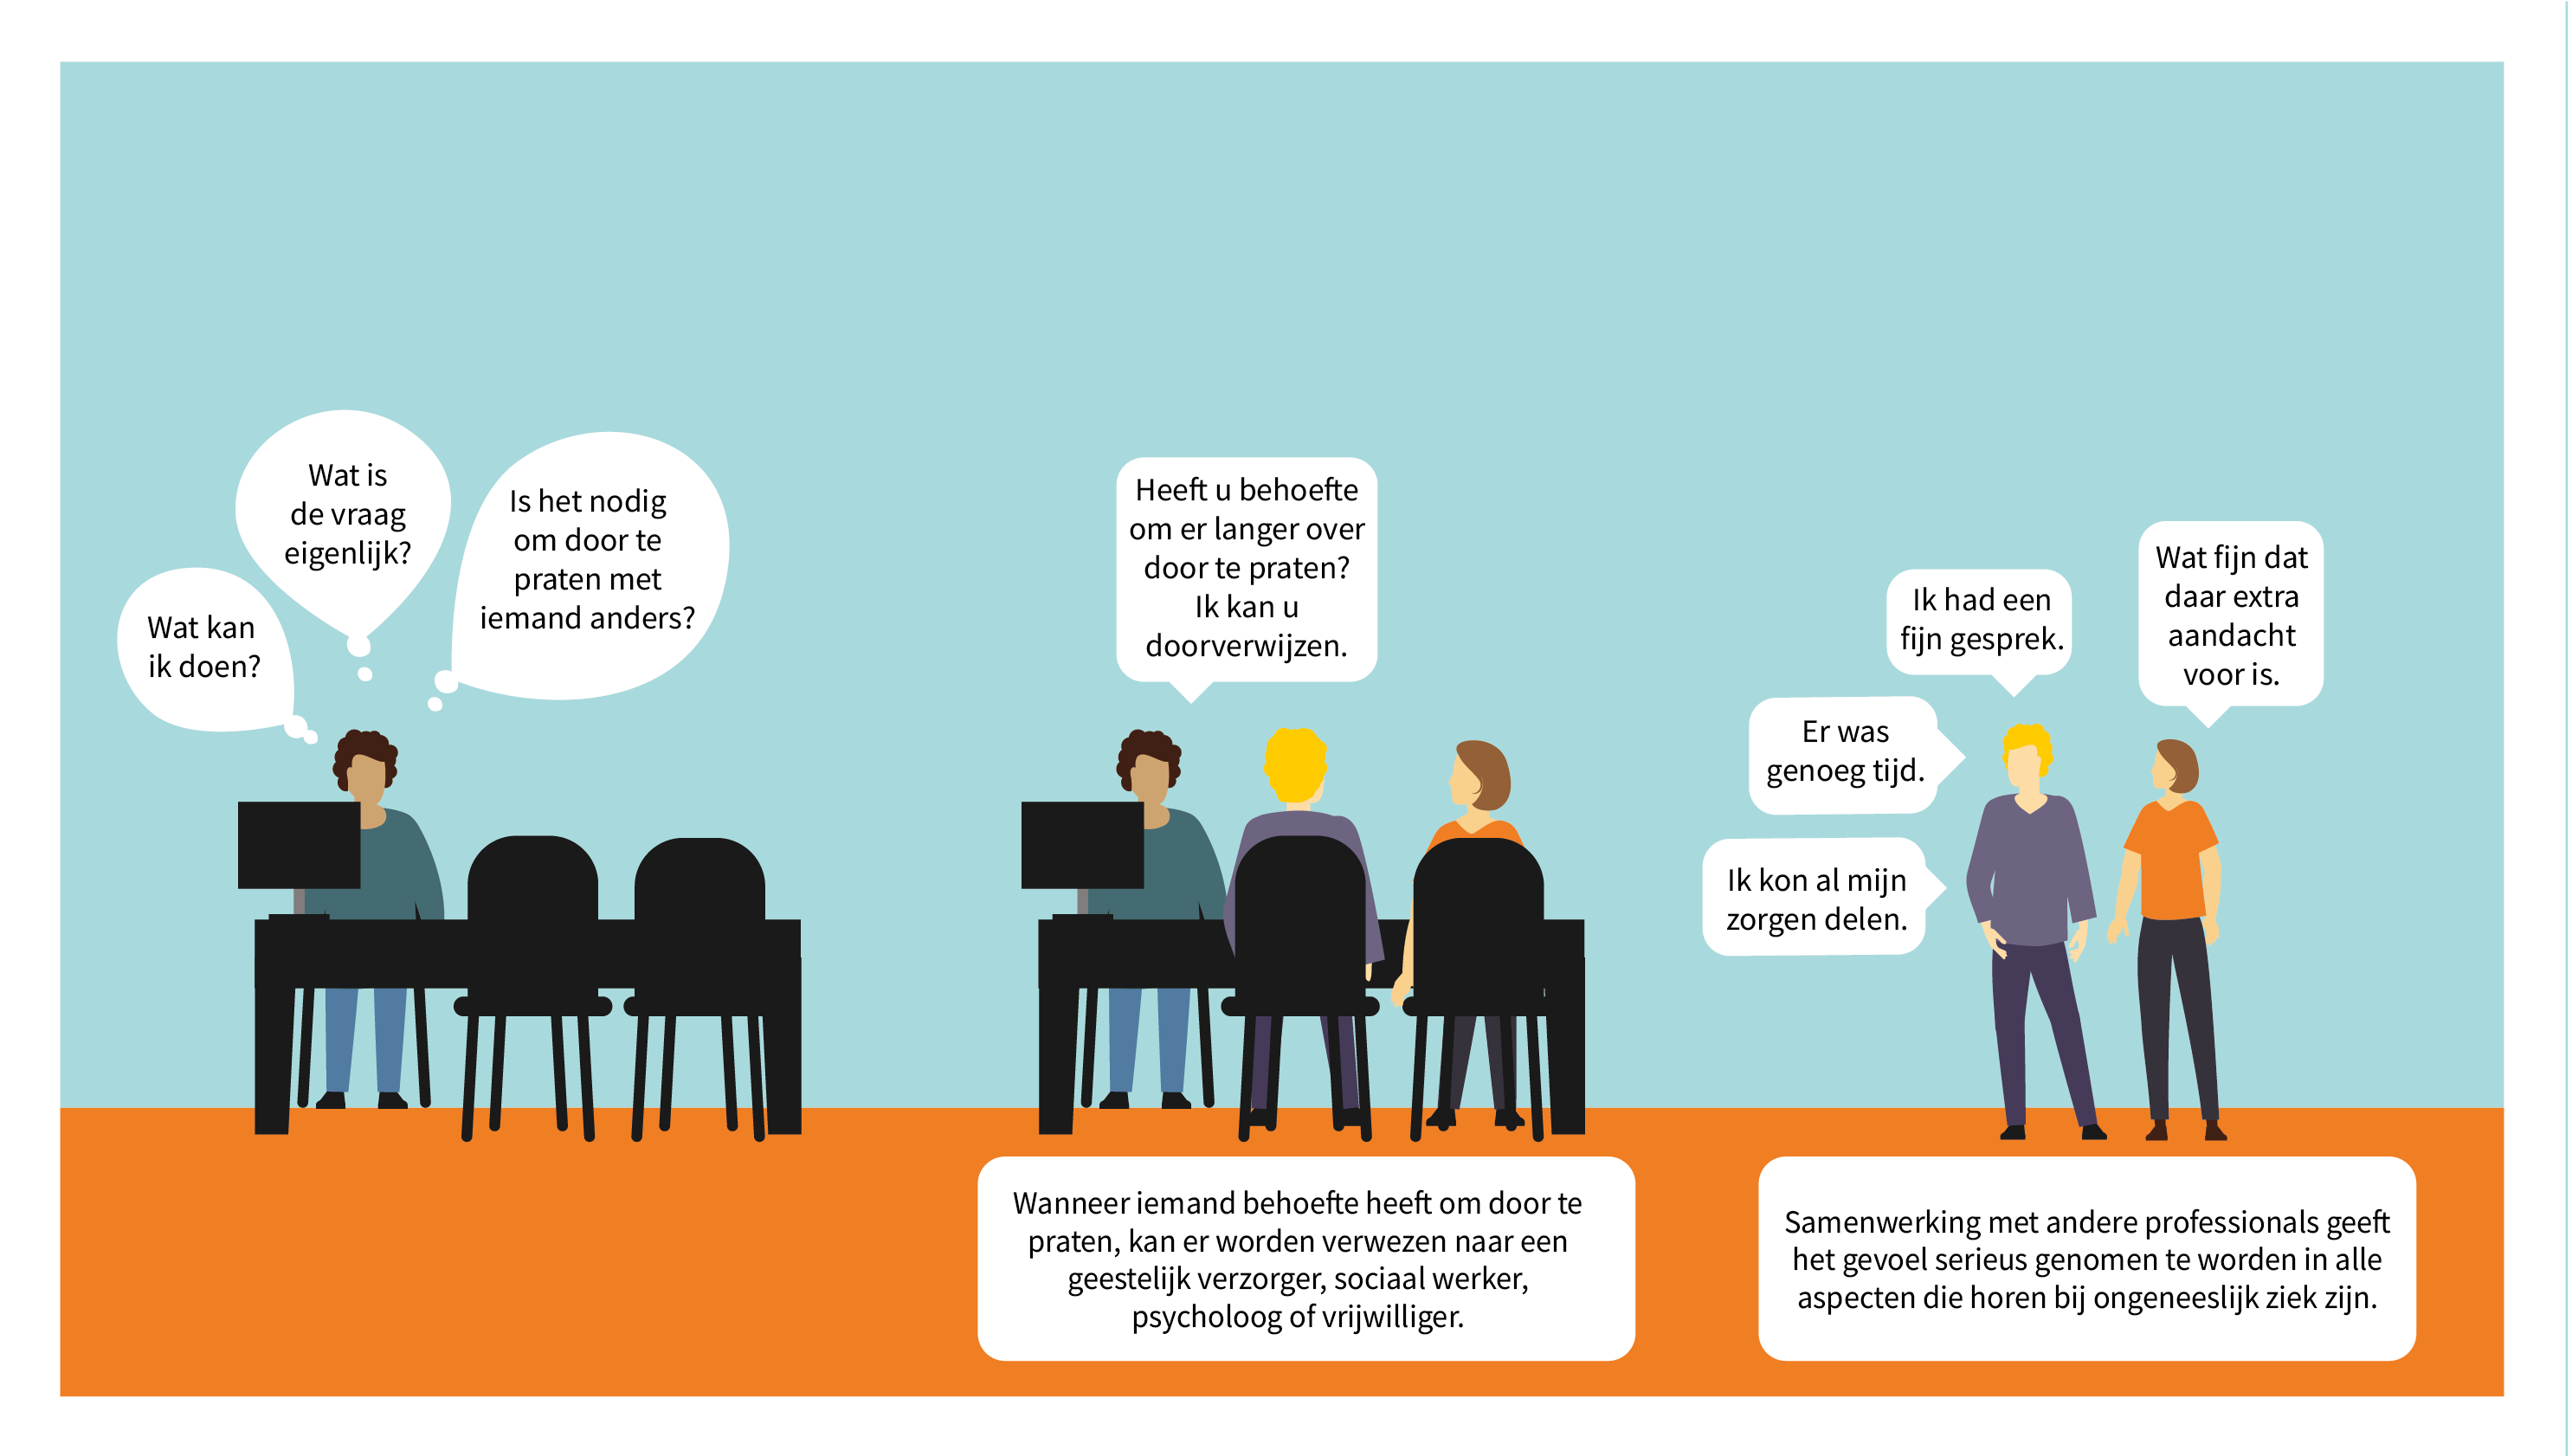 Wat kan
ik doen?
Wat is
de vraag
eigenlijk?
Is het nodig
om door te
praten met
iemand anders?
Heeft u behoefte
om er langer over
door te praten?
Ik kan u
doorverwijzen.
Wanneer iemand behoefte heeft om door te
praten, kan er worden verwezen naar een
geestelijk verzorger, sociaal werker,
psycholoog of vrijwilliger.
Ik had een
fijn gesprek.
Er was
genoeg tijd.
Ik kon al mijn
zorgen delen.
Wat fijn dat
daar extra
aandacht
voor is.
Samenwerking met andere professionals geeft
het gevoel serieus genomen te worden in alle
aspecten die horen bij ongeneeslijk ziek zijn.